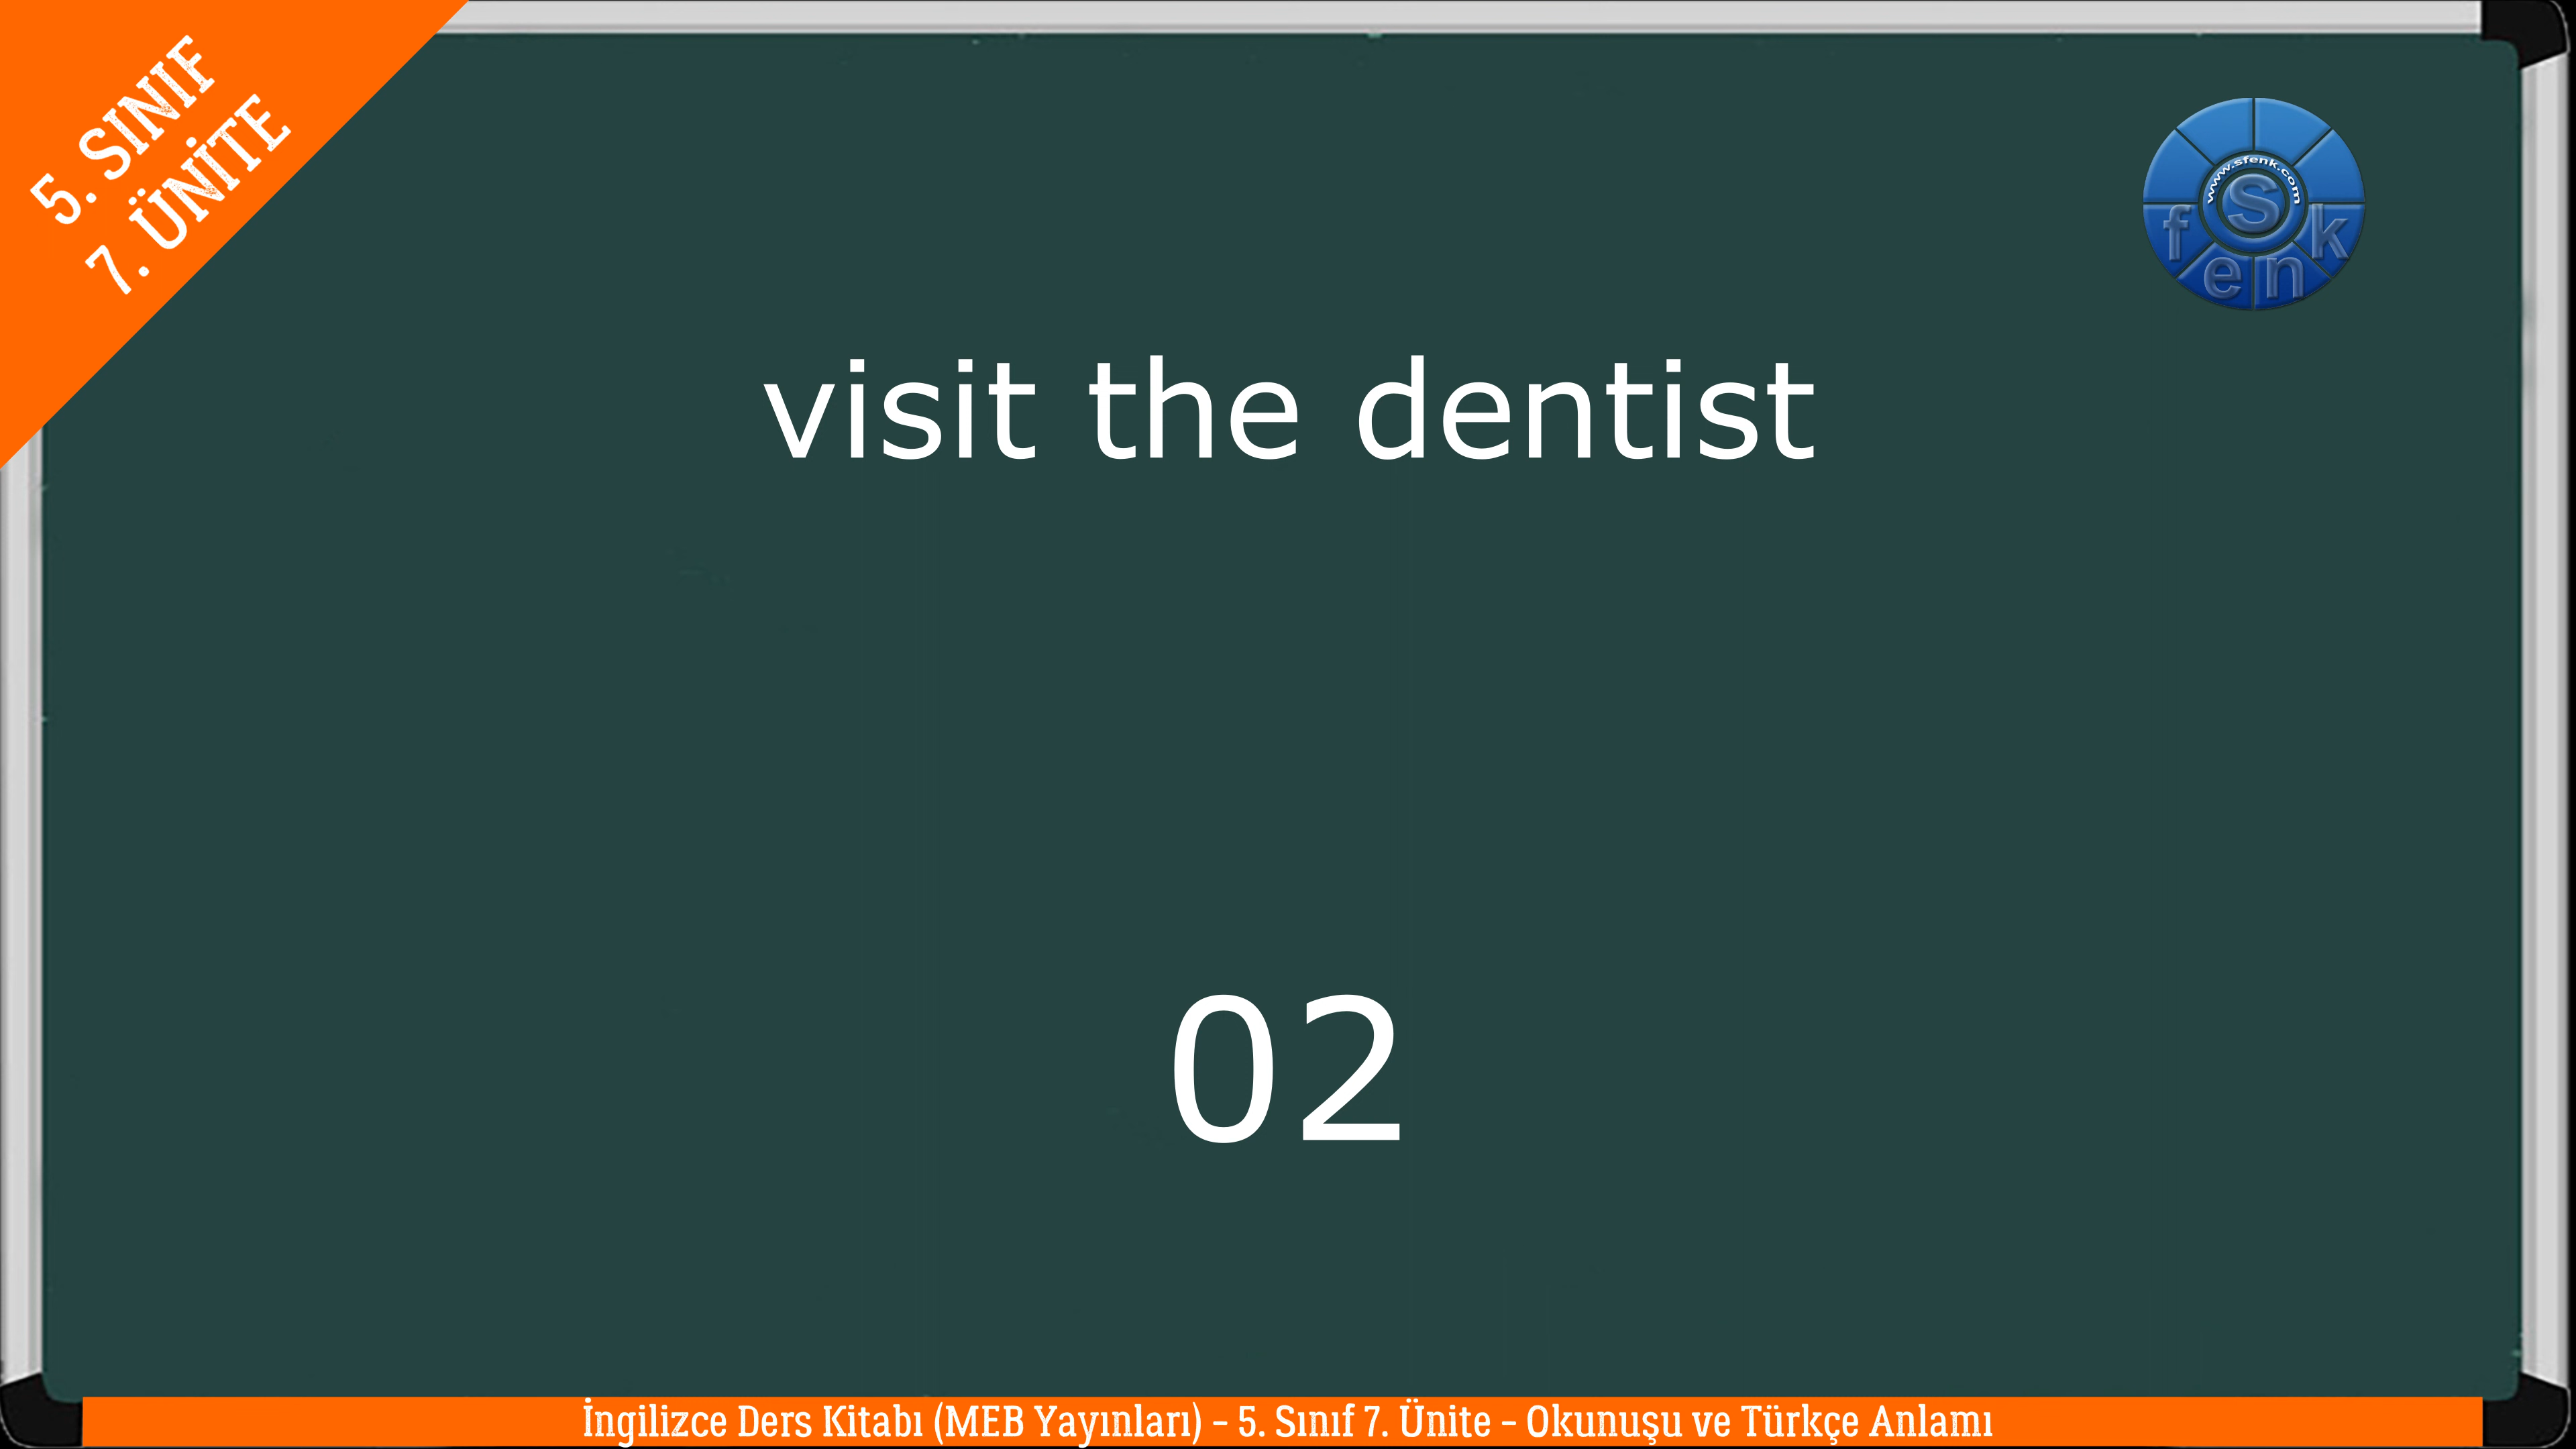 5. SINIF
7. ÜNİTE
www.sfenk.com
S
f e n k
visit the dentist
02
İngilizce Ders Kitabı (MEB Yayınları) – 5. Sınıf 7. Ünite – Okunuşu ve Türkçe Anlamı